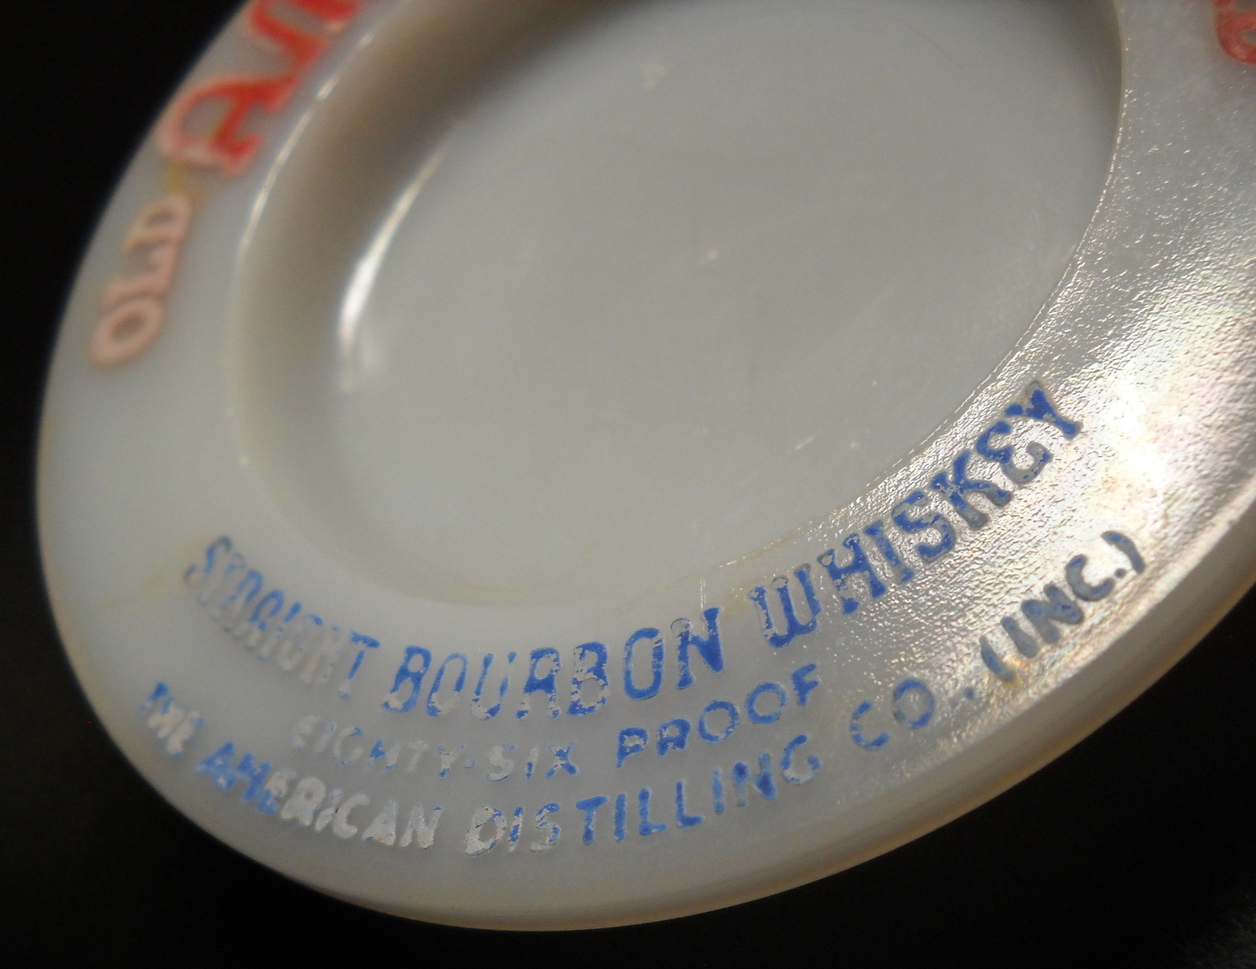 OLD
STRAIGHT BOURBON WHISKEY
EIGHTY-SIX PROOF
THE AMERICAN DISTILLING CO., (INC.)